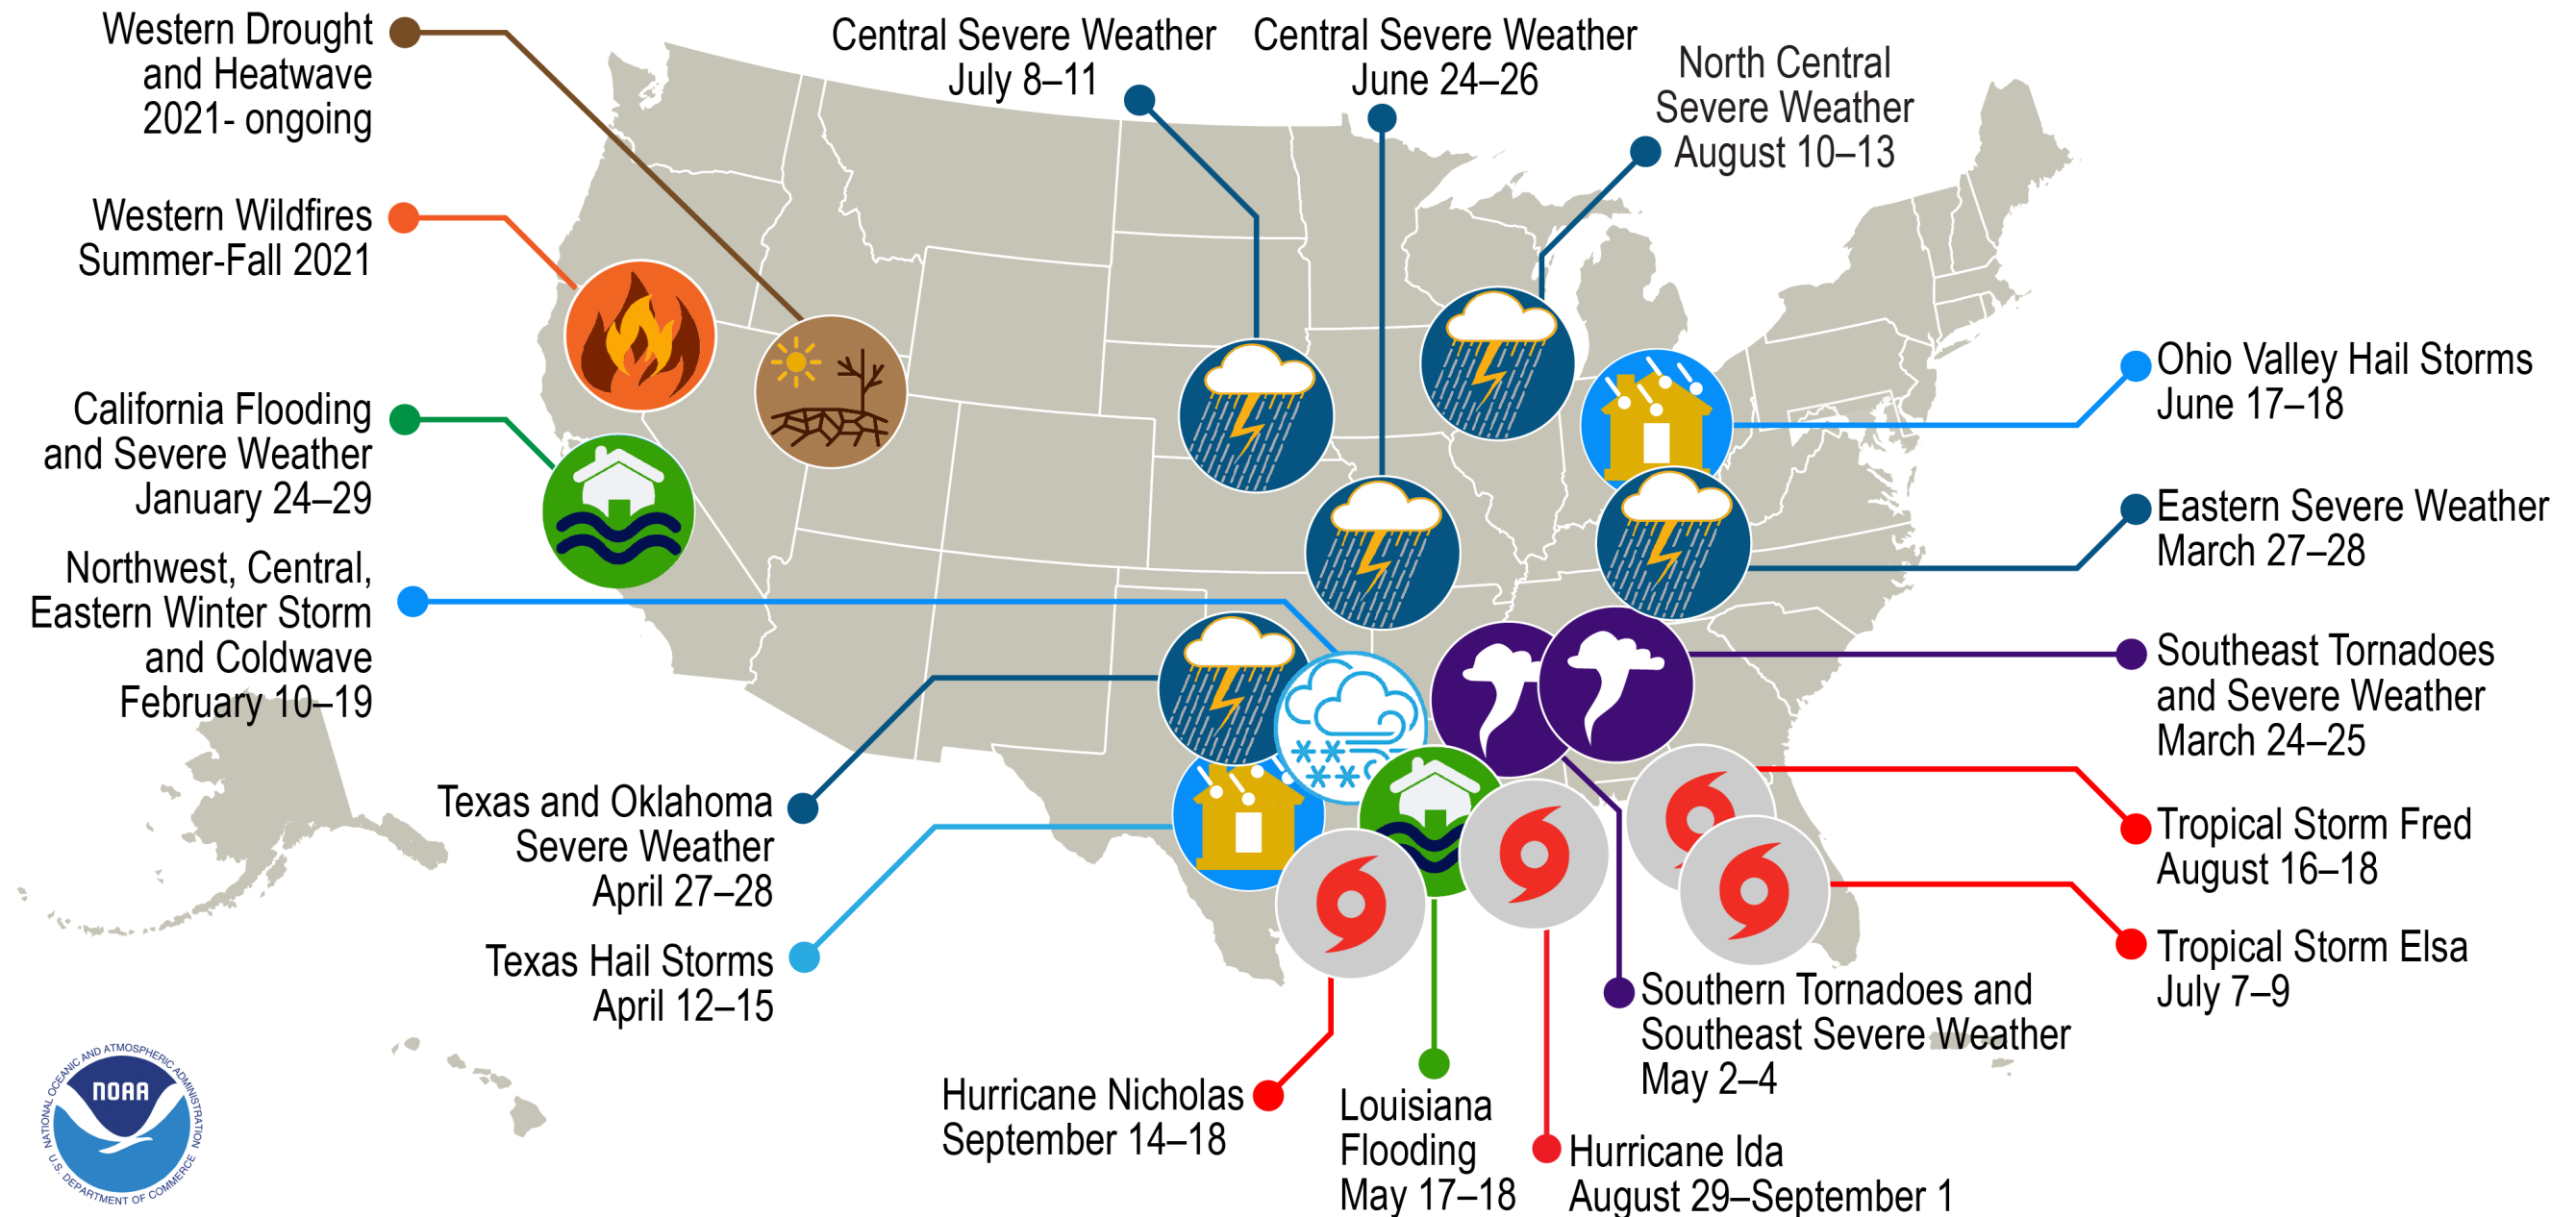 Western Drought
and Heatwave
2021- ongoing
Central Severe Weather
July 8–11
Central Severe Weather
June 24–26
North Central
Severe Weather
August 10–13
Western Wildfires
Summer-Fall 2021
California Flooding
and Severe Weather
January 24–29
Northwest, Central,
Eastern Winter Storm
and Coldwave
February 10–19
Ohio Valley Hail Storms
June 17–18
Eastern Severe Weather
March 27–28
Southeast Tornadoes
and Severe Weather
March 24–25
Tropical Storm Fred
August 16–18
Tropical Storm Elsa
July 7–9
Texas and Oklahoma
Severe Weather
April 27–28
Texas Hail Storms
April 12–15
Southern Tornadoes and
Southeast Severe Weather
May 2–4
Hurricane Nicholas
September 14–18
Louisiana
Flooding
May 17–18
Hurricane Ida
August 29–September 1
NATIONAL OCEANIC AND ATMOSPHERIC ADMINISTRATION
NOAA
U.S. DEPARTMENT OF COMMERCE